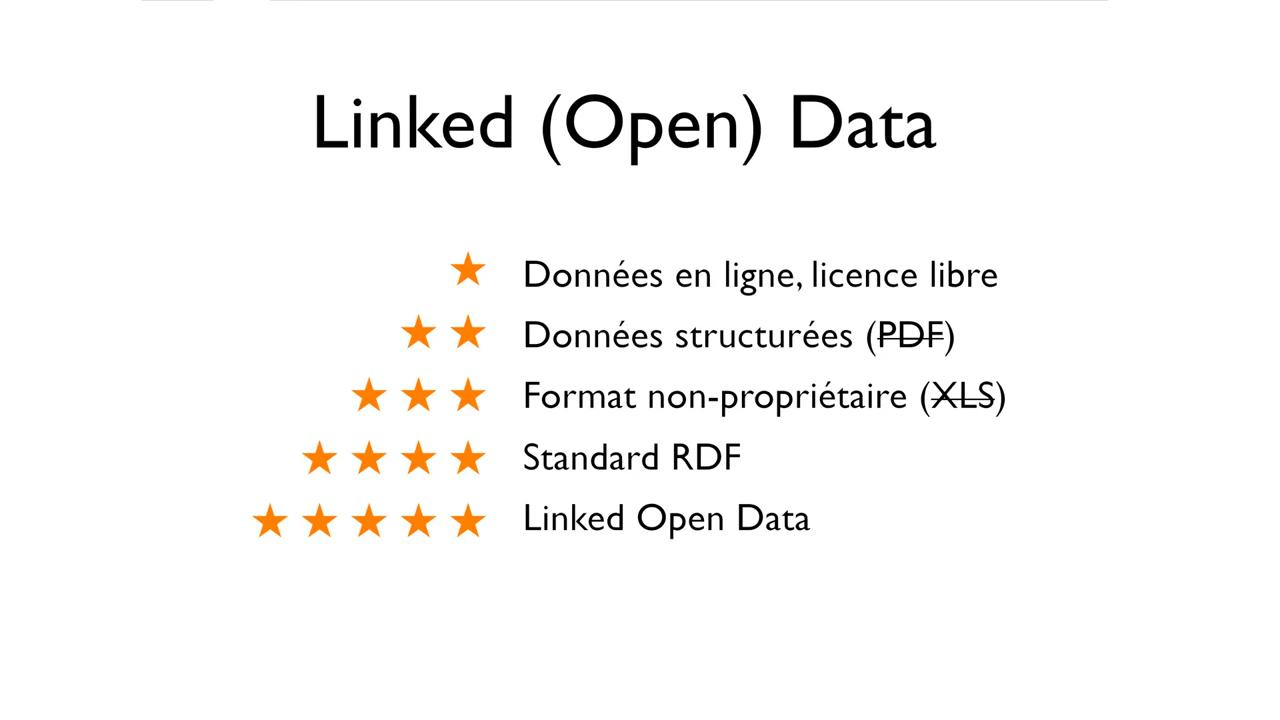 Linked (Open) Data
★ Données en ligne, licence libre
★ ★ Données structurées (PDF)
★ ★ ★ Format non-propriétaire (XLS)
★ ★ ★ ★ Standard RDF
★ ★ ★ ★ ★ Linked Open Data